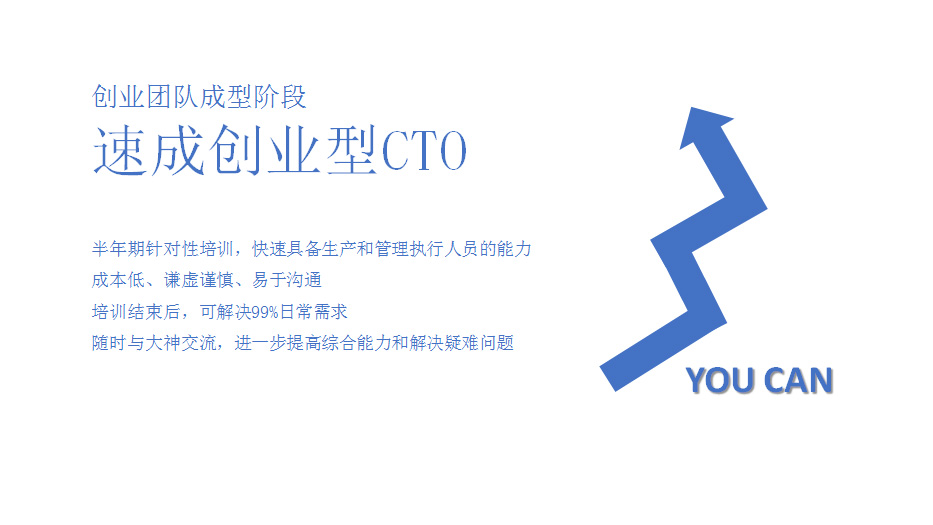 创业团队成型阶段
速成创业型CTO
半年期针对性培训，快速具备生产和管理执行人员的能力
成本低、谦虚谨慎、易于沟通
培训结束后，可解决99%日常需求
随时与大神交流，进一步提高综合能力和解决疑难问题
YOU CAN